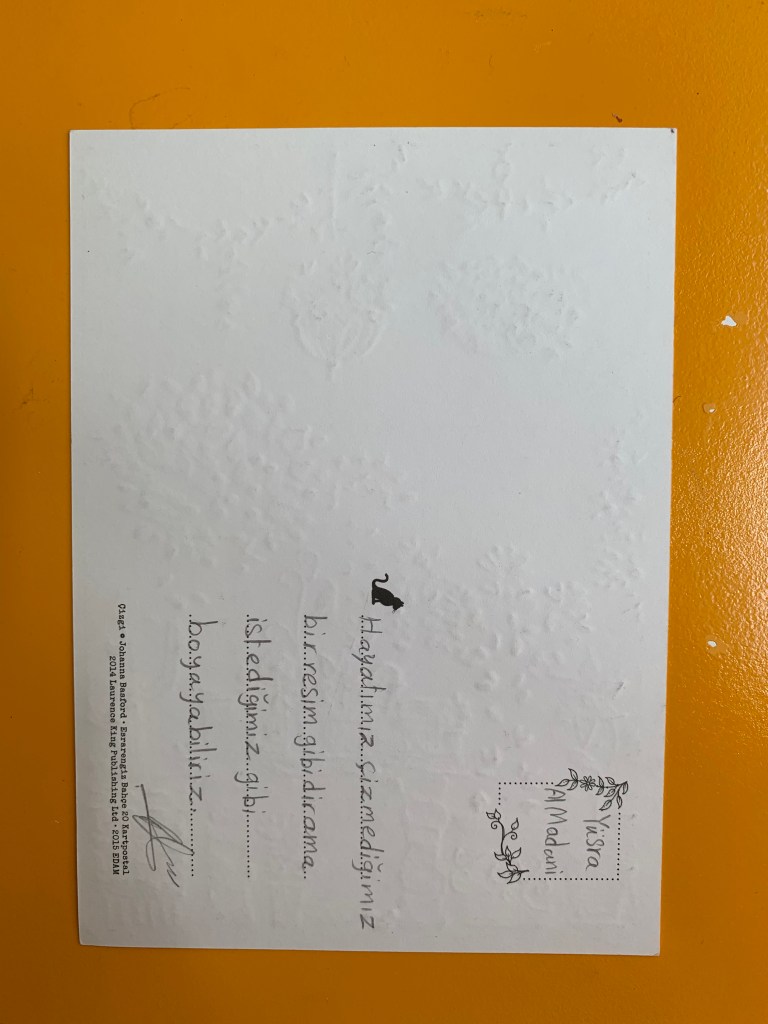 Yüsra
Al Madani
Hayatımız çizmediğimiz
bir resim gibidir ama
istediğimiz gibi
boyayabiliriz.
Çizgi • Johanna Basford • Esrarengiz Bahçe 20 Kartpostal
2014 Laurence King Publishing Ltd • 2015 EDAM